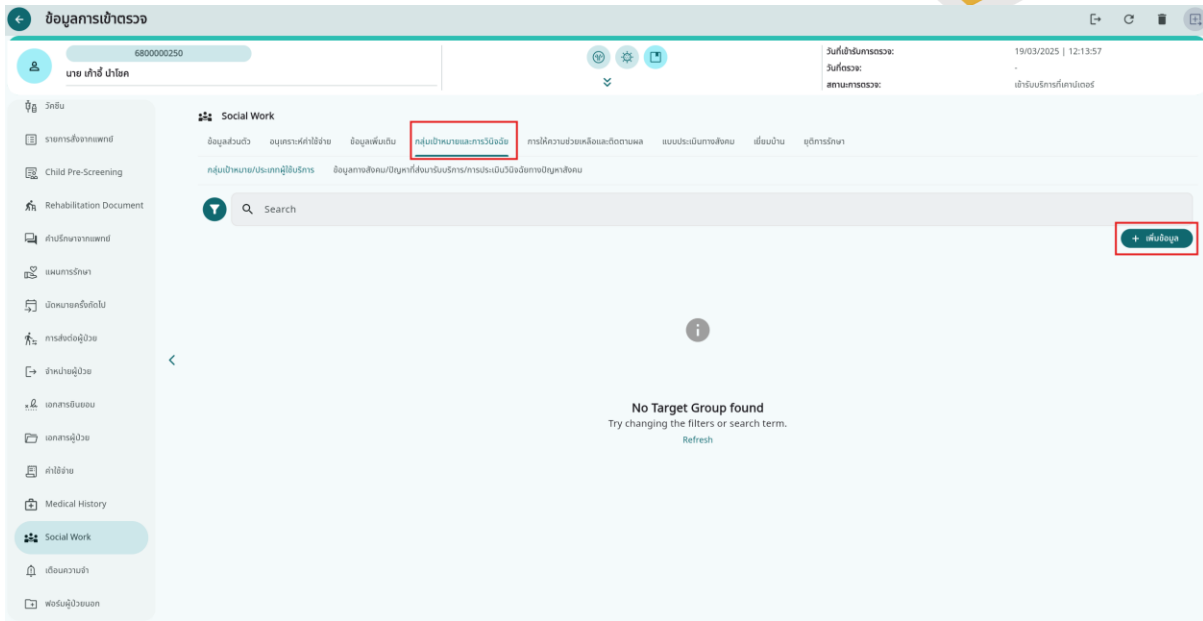 ข้อมูลการเข้าตรวจ
6800000250
นาย เก้าอี้ นำโชค
วันที่เข้ารับการตรวจ: 19/03/2025 | 12:13:57
วันที่ตรวจ: -
สถานะการตรวจ: เข้ารับบริการที่เคาน์เตอร์
วัคซีน
รายการสั่งจากแพทย์
Child Pre-Screening
Rehabilitation Document
คำปรึกษาจากแพทย์
แผนการรักษา
นัดหมายครั้งถัดไป
การส่งต่อผู้ป่วย
จำหน่ายผู้ป่วย
เอกสารยินยอม
เอกสารผู้ป่วย
ค่าใช้จ่าย
Medical History
Social Work
เตือนความจำ
ฟอร์มผู้ป่วยนอก
Social Work
ข้อมูลส่วนตัว อนุเคราะห์ค่าใช้จ่าย ข้อมูลเพิ่มเติม กลุ่มเป้าหมายและการวินิจฉัย การให้ความช่วยเหลือและติดตามผล แบบประเมินทางสังคม เยี่ยมบ้าน ยุติการรักษา
กลุ่มเป้าหมาย/ประเภทผู้ใช้บริการ ข้อมูลทางสังคม/ปัญหาที่ส่งมารับบริการ/การประเมินวินิจฉัยทางปัญหาสังคม
Search
+ เพิ่มข้อมูล
No Target Group found
Try changing the filters or search term.
Refresh